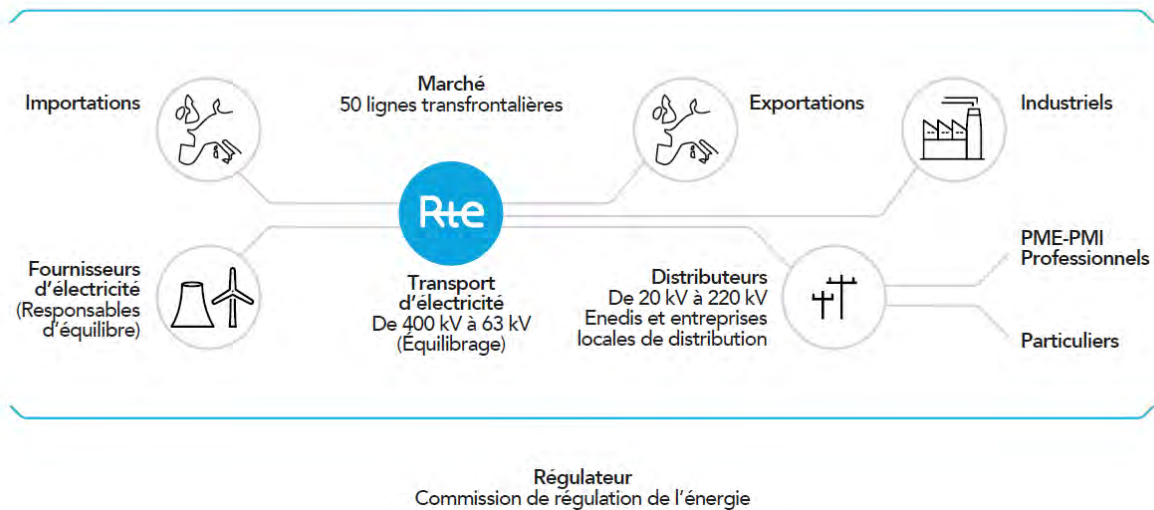 Importations
Marché
50 lignes transfrontalières
Exportations
Industriels
Rte
Fournisseurs
d'électricité
(Responsables
d'équilibre)
Transport
d'électricité
De 400 kV à 63 kV
(Équilibrage)
Distributeurs
De 20 kV à 220 kV
Enedis et entreprises
locales de distribution
PME-PMI
Professionnels
Particuliers
Régulateur
Commission de régulation de l'énergie